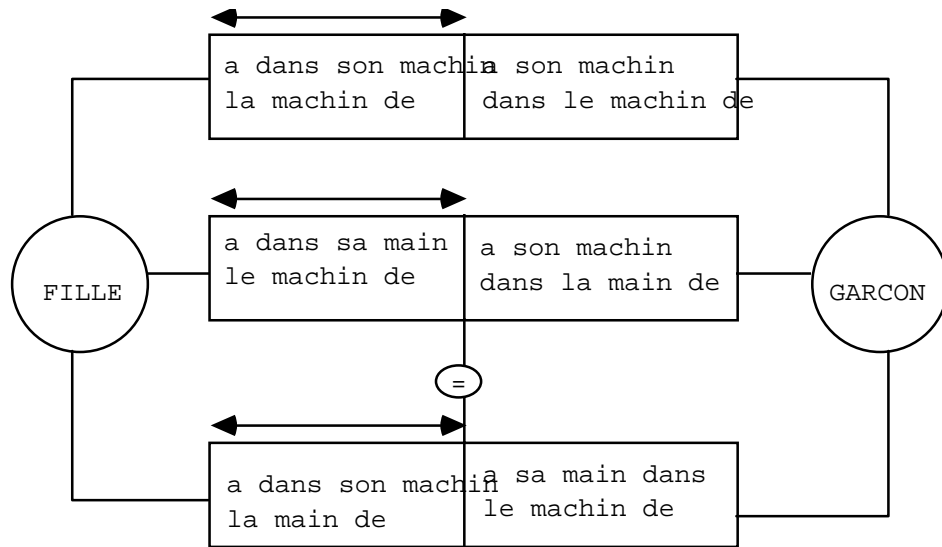 a dans son machin
la machin de
a son machin
dans le machin de
FILLE
a dans sa main
le machin de
a son machin
dans la main de
GARCON
=
a dans son machin
la main de
a sa main dans
le machin de